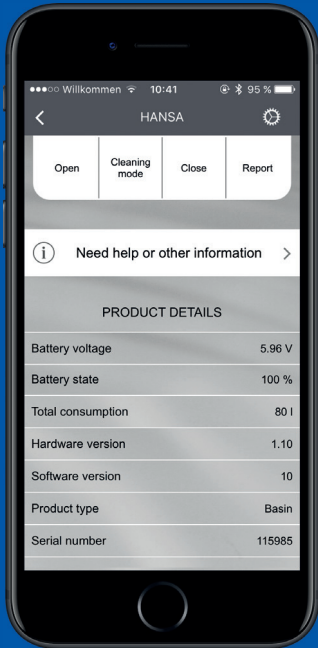 Willkommen 10:41 95 %
HANSA
Open Cleaning mode Close Report
Need help or other information
PRODUCT DETAILS
Battery voltage 5.96 V
Battery state 100 %
Total consumption 80 l
Hardware version 1.10
Software version 10
Product type Basin
Serial number 115985